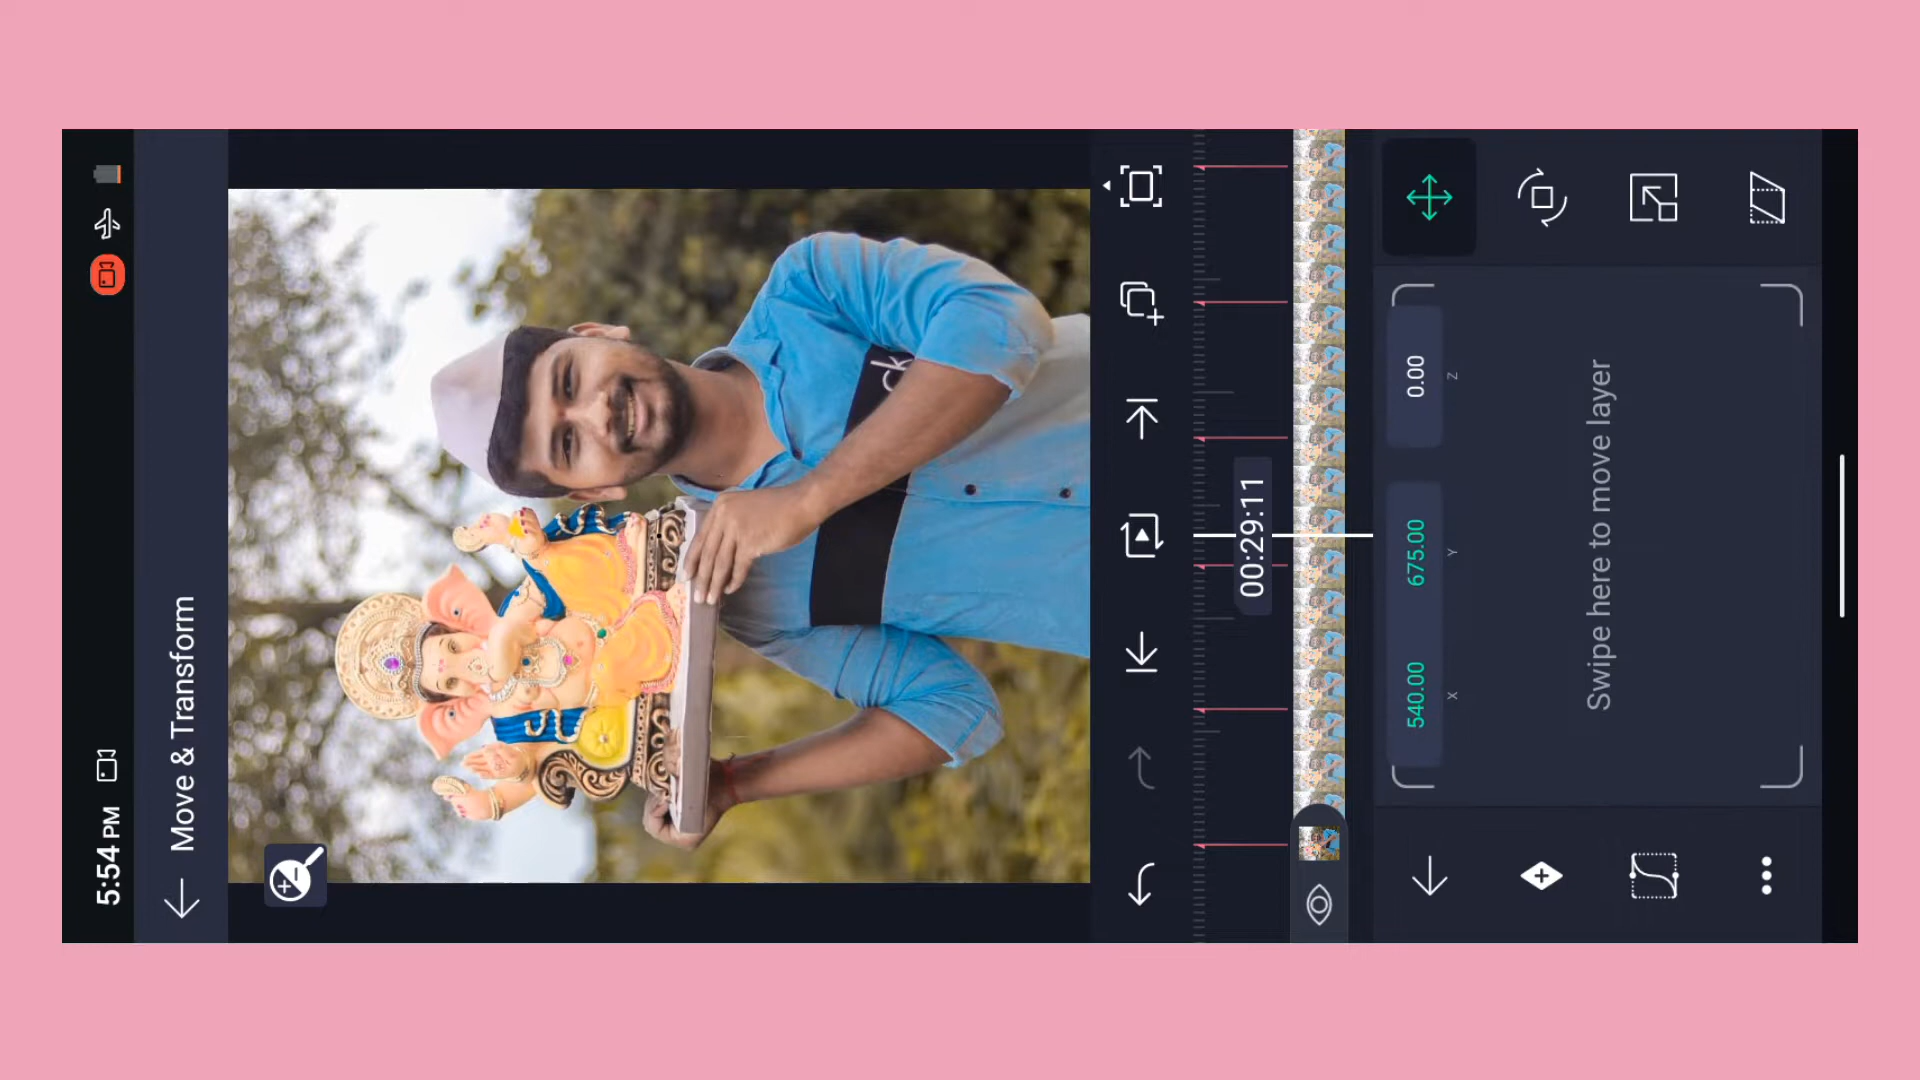 5:54 PM
Move & Transform
ck
00:29:11
540.00
675.00
0.00
X
Y
Z
Swipe here to move layer